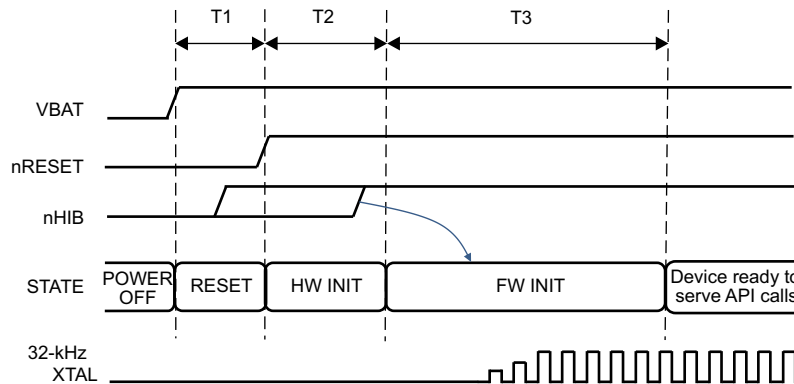 T1 T2 T3
VBAT
nRESET
nHIB
STATE
POWER
OFF
RESET
HW INIT
FW INIT
Device ready to
serve API calls
32-kHz
XTAL